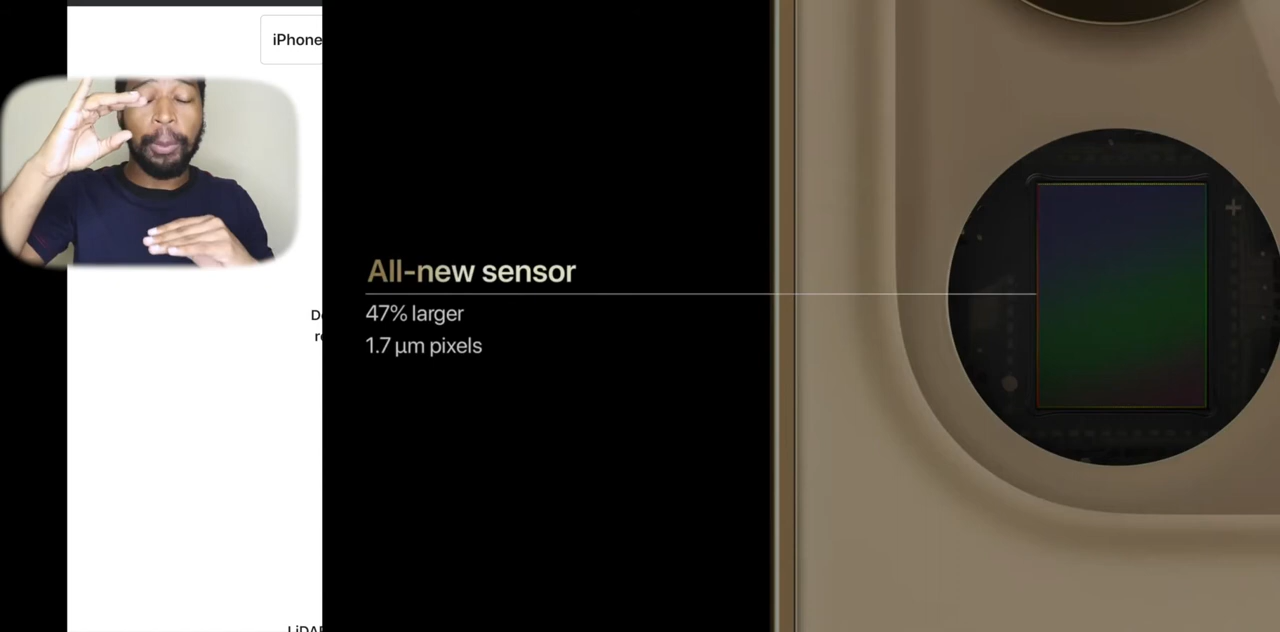 iPhone
All-new sensor
47% larger
1.7 µm pixels